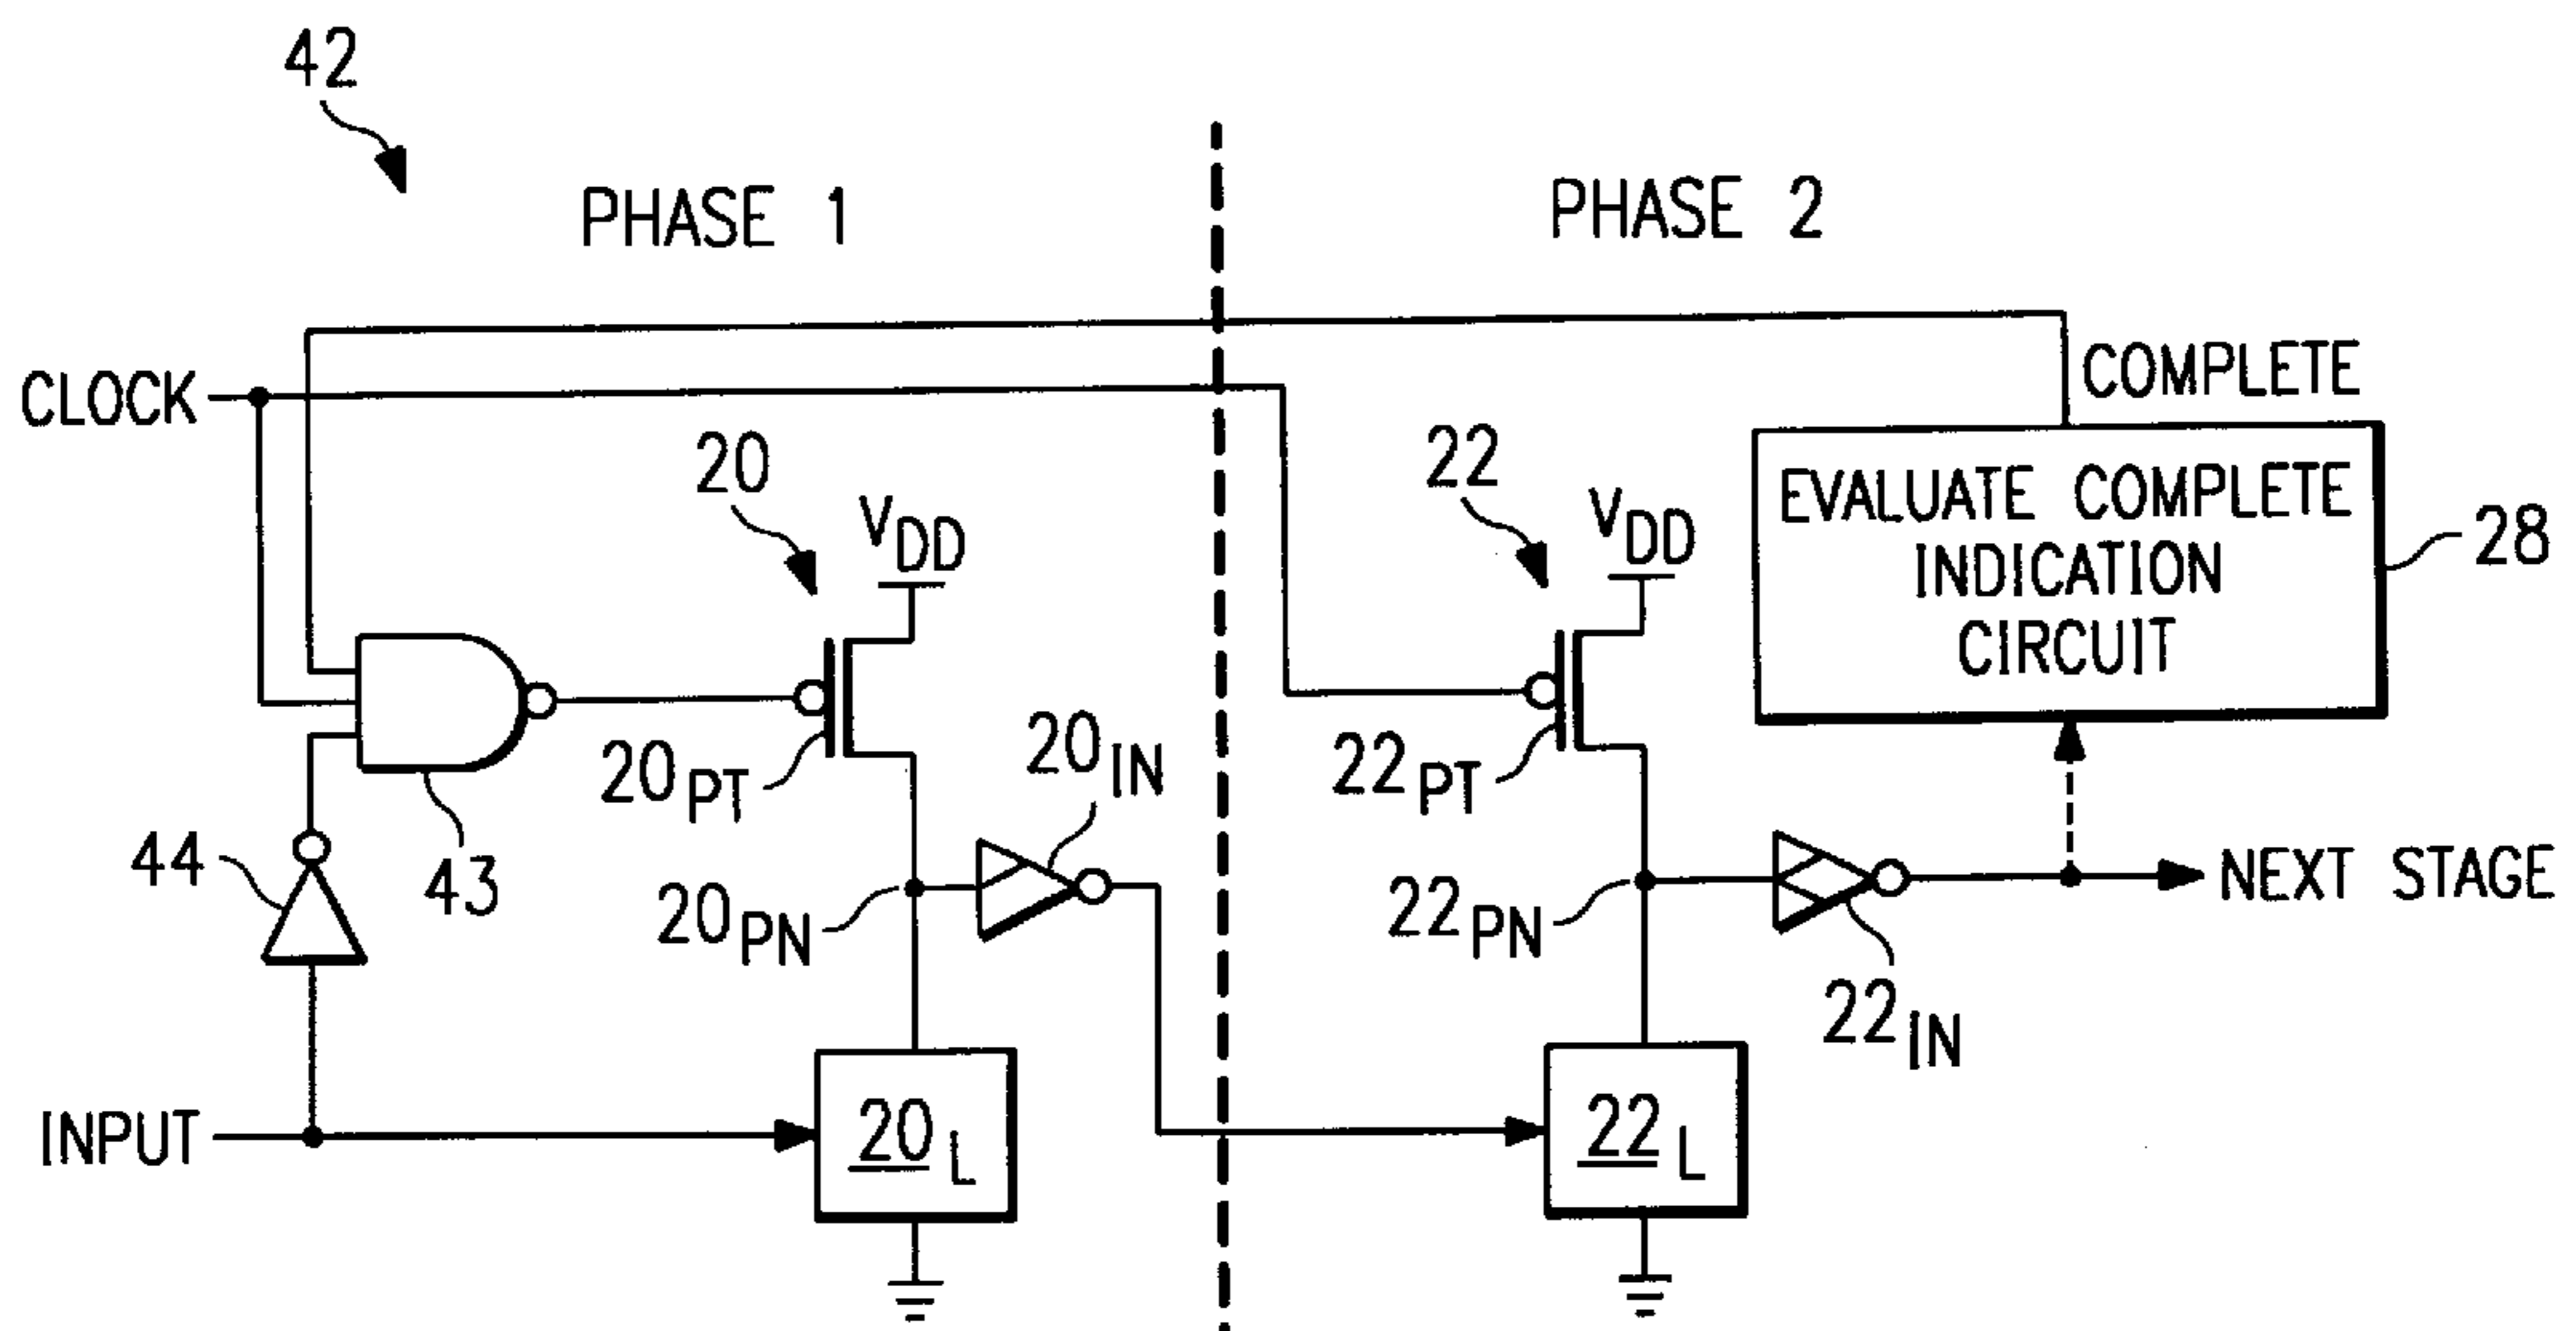 42
PHASE 1
PHASE 2
CLOCK
COMPLETE
20
VDD
22
VDD
EVALUATE COMPLETE
INDICATION
CIRCUIT
28
20PT
20IN
22PT
44
43
20PN
22PN
NEXT STAGE
22IN
INPUT
20L
22L